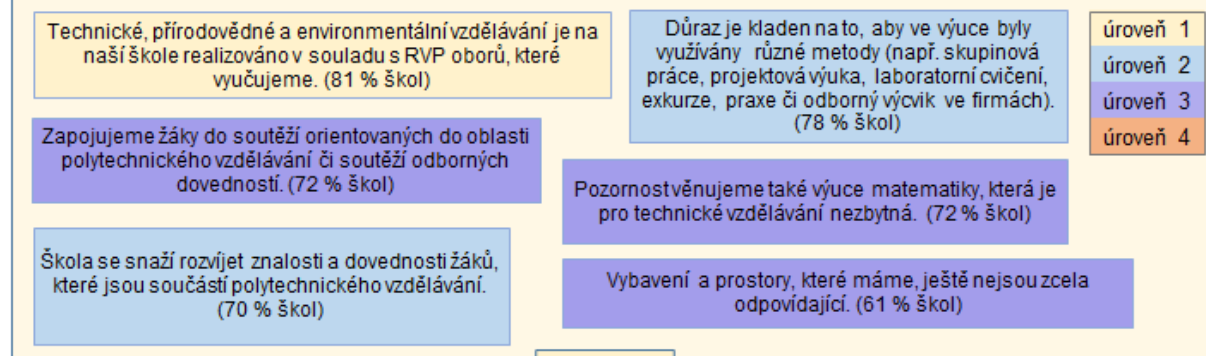 Technické, přírodovědné a environmentální vzdělávání je na
naší škole realizováno v souladu s RVP oborů, které
vyučujeme. (81 % škol)
Důraz je kladen na to, aby ve výuce byly
využívány různé metody (např. skupinová
práce, projektová výuka, laboratorní cvičení,
exkurze, praxe či odborný výcvik ve firmách).
(78 % škol)
úroveň 1
úroveň 2
úroveň 3
úroveň 4
Zapojujeme žáky do soutěží orientovaných do oblasti
polytechnického vzdělávání či soutěží odborných
dovedností. (72 % škol)
Pozornost věnujeme také výuce matematiky, která je
pro technické vzdělávání nezbytná. (72 % škol)
Škola se snaží rozvíjet znalosti a dovednosti žáků,
které jsou součástí polytechnického vzdělávání.
(70 % škol)
Vybavení a prostory, které máme, ještě nejsou zcela
odpovídající. (61 % škol)